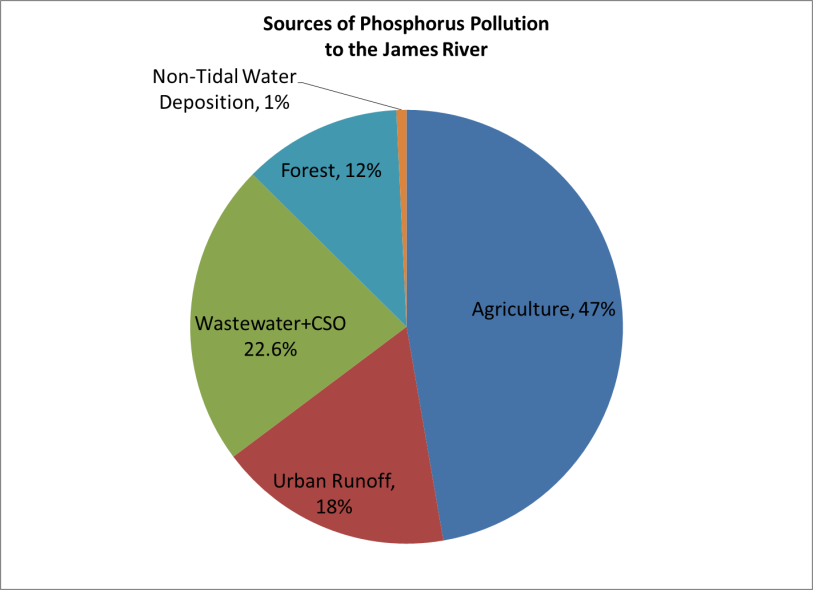 Sources of Phosphorus Pollution
to the James River
Non-Tidal Water
Deposition, 1%
Forest, 12%
Agriculture, 47%
Wastewater+CSO
22.6%
Urban Runoff,
18%